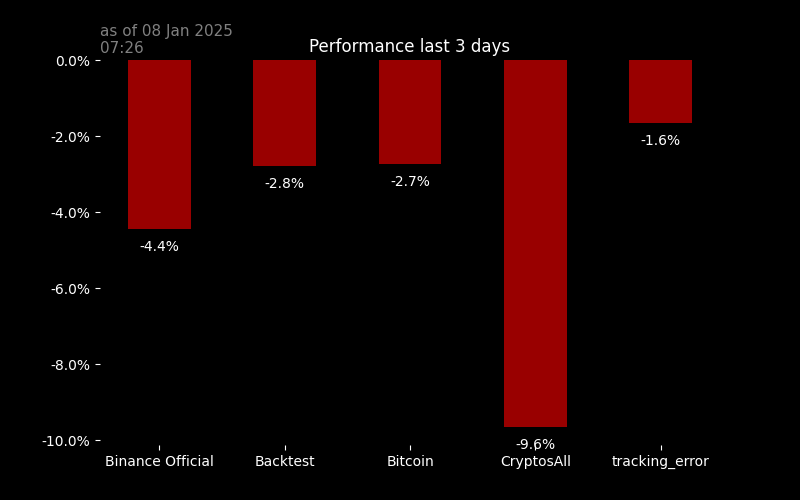 as of 08 Jan 2025
07:26
Performance last 3 days
0.0%
-2.0%
-4.0%
-6.0%
-8.0%
-10.0%
-4.4%
-2.8%
-2.7%
-9.6%
-1.6%
Binance Official
Backtest
Bitcoin
CryptosAll
tracking_error